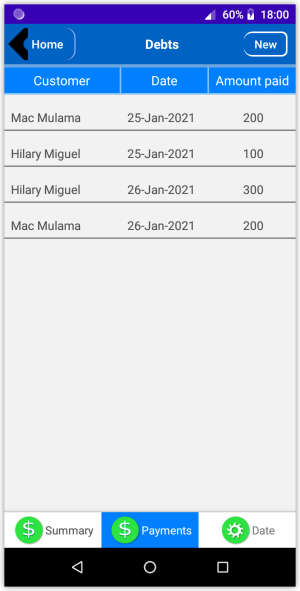 60% 18:00
Home Debts New
Customer Date Amount paid
Mac Mulama 25-Jan-2021 200
Hilary Miguel 25-Jan-2021 100
Hilary Miguel 26-Jan-2021 300
Mac Mulama 26-Jan-2021 200
$ Summary $ Payments Date